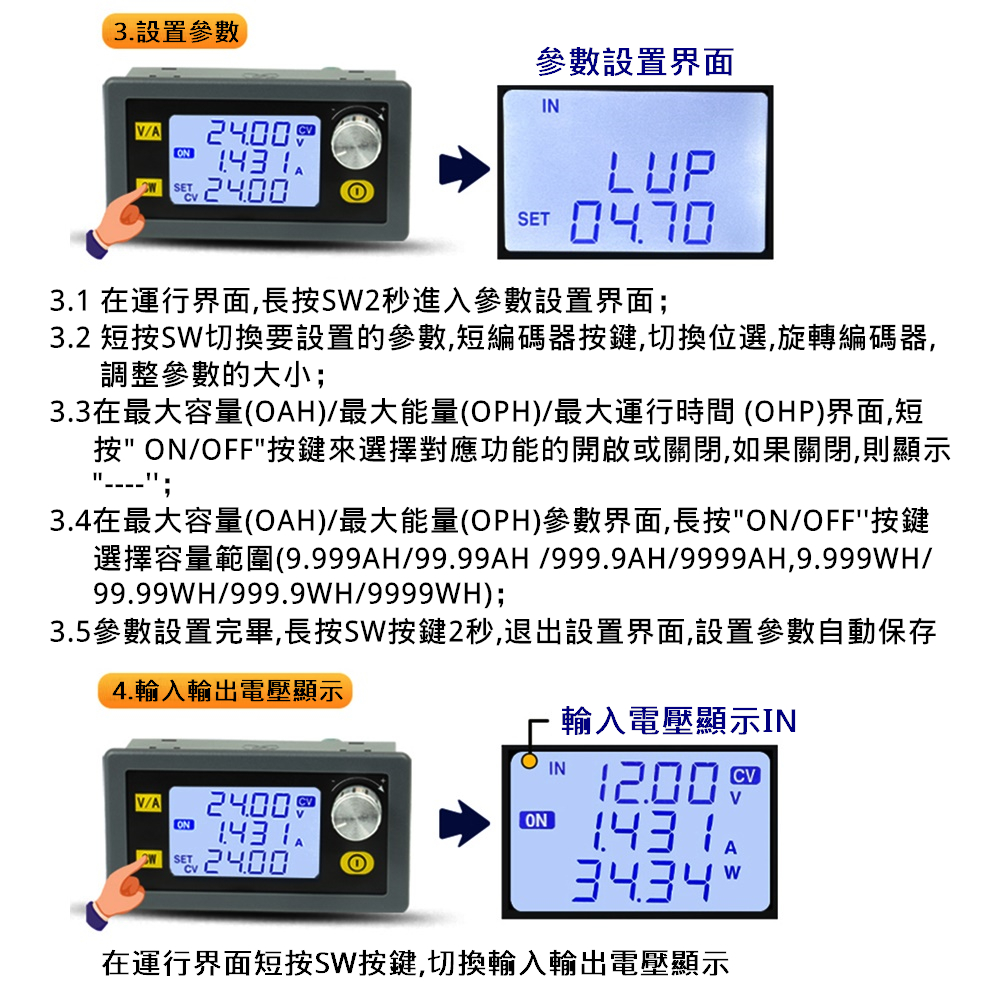 3.設置參數
參數設置界面
V/A
24.00 CV
V
ON
1.431 A
SW
SET
CV 24.00
IN
LUP
SET 04.70
3.1 在運行界面,長按SW2秒進入參數設置界面;
3.2 短按SW切換要設置的參數,短編碼器按鍵,切換位選,旋轉編碼器,
調整參數的大小;
3.3在最大容量(OAH)/最大能量(OPH)/最大運行時間 (OHP)界面,短
按" ON/OFF"按鍵來選擇對應功能的開啟或關閉,如果關閉,則顯示
"----'';
3.4在最大容量(OAH)/最大能量(OPH)參數界面,長按"ON/OFF''按鍵
選擇容量範圍(9.999AH/99.99AH /999.9AH/9999AH,9.999WH/
99.99WH/999.9WH/9999WH);
3.5參數設置完畢,長按SW按鍵2秒,退出設置界面,設置參數自動保存
4.輸入輸出電壓顯示
輸入電壓顯示IN
V/A
24.00 CV
V
ON
1.431 A
SW
SET
CV 24.00
IN 12.00 CV
V
ON
1.431 A
34.34 W
在運行界面短按SW按鍵,切換輸入輸出電壓顯示